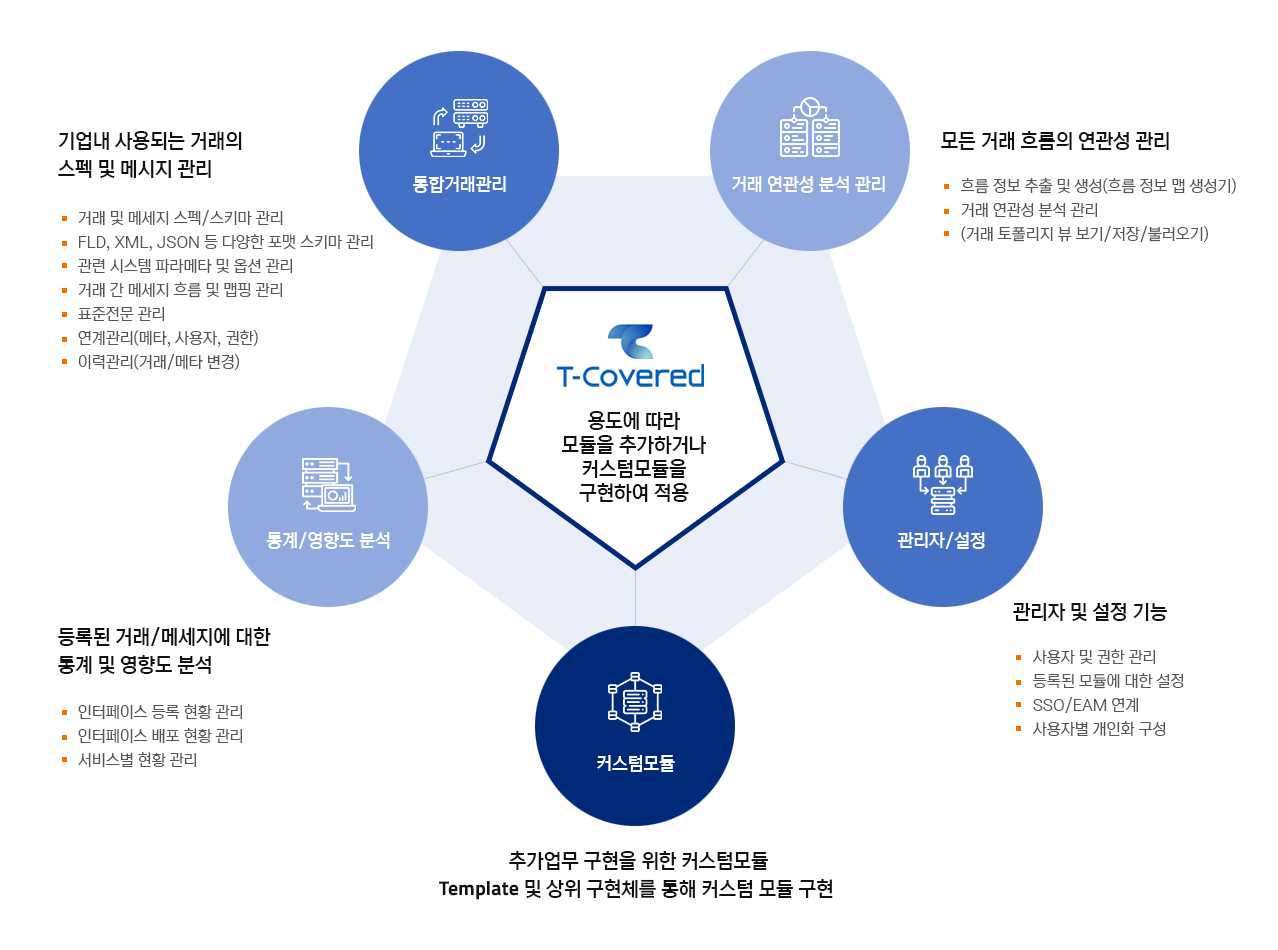 통합거래관리
기업내 사용되는 거래의
스펙 및 메시지 관리
거래 및 메세지 스펙/스키마 관리
FLD, XML, JSON 등 다양한 포맷 스키마 관리
관련 시스템 파라메타 및 옵션 관리
거래 간 메세지 흐름 및 맵핑 관리
표준전문 관리
연계관리(메타, 사용자, 권한)
이력관리(거래/메타 변경)
거래 연관성 분석 관리
모든 거래 흐름의 연관성 관리
흐름 정보 추출 및 생성(흐름 정보 맵 생성기)
거래 연관성 분석 관리
(거래 토폴리지 뷰 보기/저장/불러오기)
T-Covered
용도에 따라
모듈을 추가하거나
커스텀모듈을
구현하여 적용
통계/영향도 분석
등록된 거래/메세지에 대한
통계 및 영향도 분석
인터페이스 등록 현황 관리
인터페이스 배포 현황 관리
서비스별 현황 관리
관리자/설정
관리자 및 설정 기능
사용자 및 권한 관리
등록된 모듈에 대한 설정
SSO/EAM 연계
사용자별 개인화 구성
커스텀모듈
추가업무 구현을 위한 커스텀모듈
Template 및 상위 구현체를 통해 커스텀 모듈 구현